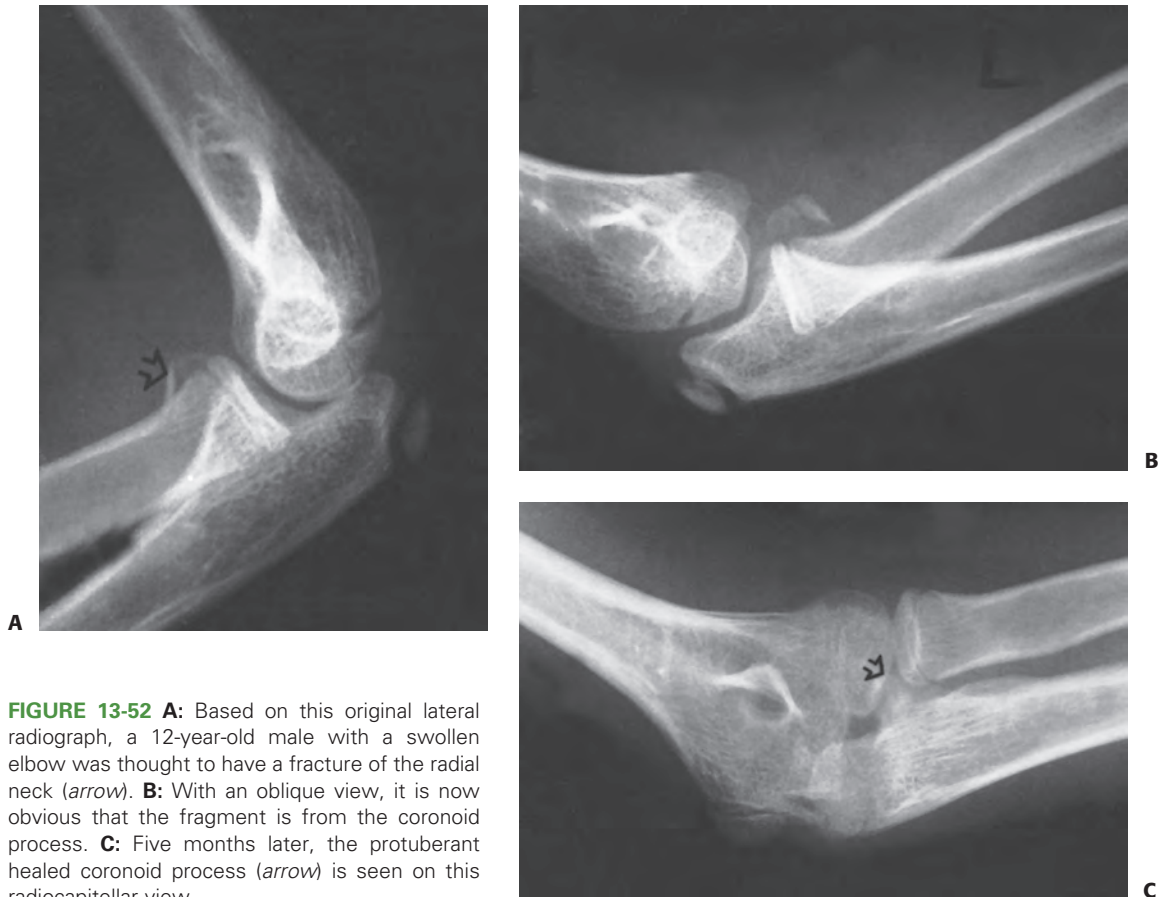 A
B
FIGURE 13-52 A: Based on this original lateral
radiograph, a 12-year-old male with a swollen
elbow was thought to have a fracture of the radial
neck (arrow). B: With an oblique view, it is now
obvious that the fragment is from the coronoid
process. C: Five months later, the protuberant
healed coronoid process (arrow) is seen on this
radiocapitellar view.
C